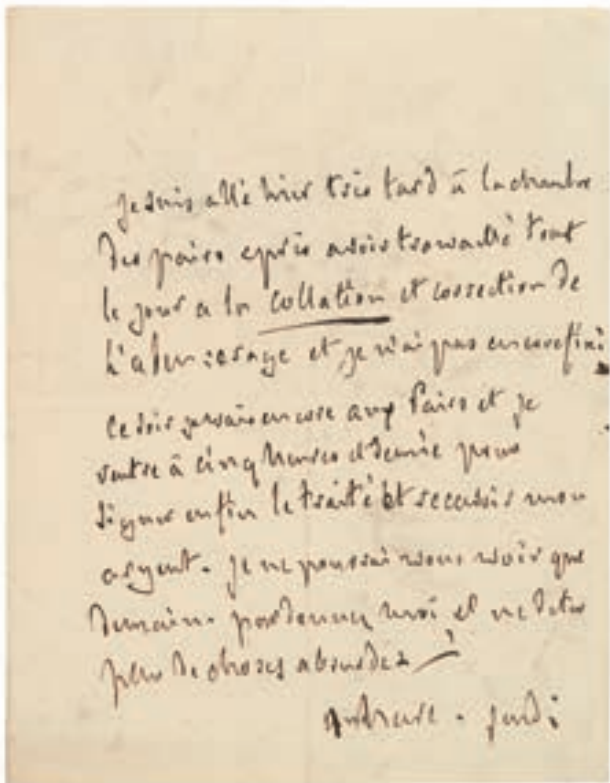 je suis allé hier très tard à la chambre
des pairs après avoir travaillé tout
le jour a la collation et correction de
et je n'ai pas encore fini
ce soir je vais encore aux Pairs et je
rentre à cinq heures et demie pour
signer enfin le traité et recevoir mon
argent. je ne pourrai vous voir que
demain. pardonnez moi et ne dites
plus de choses absurdes
jeudi